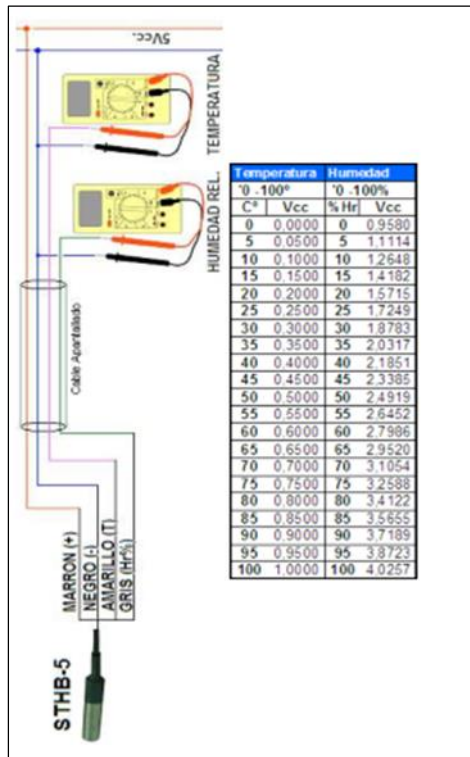 5Vcc.
TEMPERATURA
HUMEDAD REL.
Cable Apantallado
MARRON (+)
NEGRO (-)
AMARILLO (T)
GRIS (Hr%)
STHB-5
Temperatura Humedad
'0 -100º '0 -100%
Cº Vcc % Hr Vcc
0 0,0000 0 0,9580
5 0,0500 5 1,1114
10 0,1000 10 1,2648
15 0,1500 15 1,4182
20 0,2000 20 1,5715
25 0,2500 25 1,7249
30 0,3000 30 1,8783
35 0,3500 35 2,0317
40 0,4000 40 2,1851
45 0,4500 45 2,3385
50 0,5000 50 2,4919
55 0,5500 55 2,6452
60 0,6000 60 2,7986
65 0,6500 65 2,9520
70 0,7000 70 3,1054
75 0,7500 75 3,2588
80 0,8000 80 3,4122
85 0,8500 85 3,5655
90 0,9000 90 3,7189
95 0,9500 95 3,8723
100 1,0000 100 4,0257